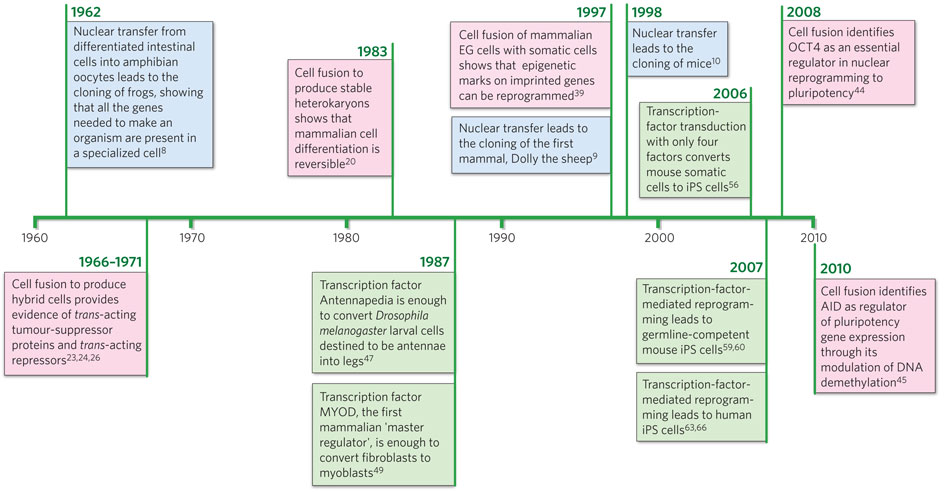 1962
Nuclear transfer from
differentiated intestinal
cells into amphibian
oocytes leads to the
cloning of frogs, showing
that all the genes
needed to make an
organism are present in
a specialized cell8
1983
Cell fusion to
produce stable
heterokaryons
shows that
mammalian cell
differentiation is
reversible20
1997
Cell fusion of mammalian
EG cells with somatic cells
shows that epigenetic
marks on imprinted genes
can be reprogrammed39
Nuclear transfer leads to
the cloning of the first
mammal, Dolly the sheep9
1998
Nuclear transfer
leads to the
cloning of mice10
2006
Transcription-
factor transduction
with only four
factors converts
mouse somatic
cells to iPS cells56
2008
Cell fusion identifies
OCT4 as an essential
regulator in nuclear
reprogramming to
pluripotency44
1960 1970 1980 1990 2000 2010
1966–1971
Cell fusion to produce
hybrid cells provides
evidence of trans-acting
tumour-suppressor
proteins and trans-acting
repressors23,24,26
1987
Transcription factor
Antennapedia is enough
to convert Drosophila
melanogaster larval cells
destined to be antennae
into legs47
Transcription factor
MYOD, the first
mammalian 'master
regulator', is enough to
convert fibroblasts to
myoblasts49
2007
Transcription-factor-
mediated reprogram-
ming leads to
germline-competent
mouse iPS cells59,60
Transcription-factor-
mediated reprogram-
ming leads to human
iPS cells63,66
2010
Cell fusion identifies
AID as regulator
of pluripotency
gene expression
through its
modulation of DNA
demethylation45